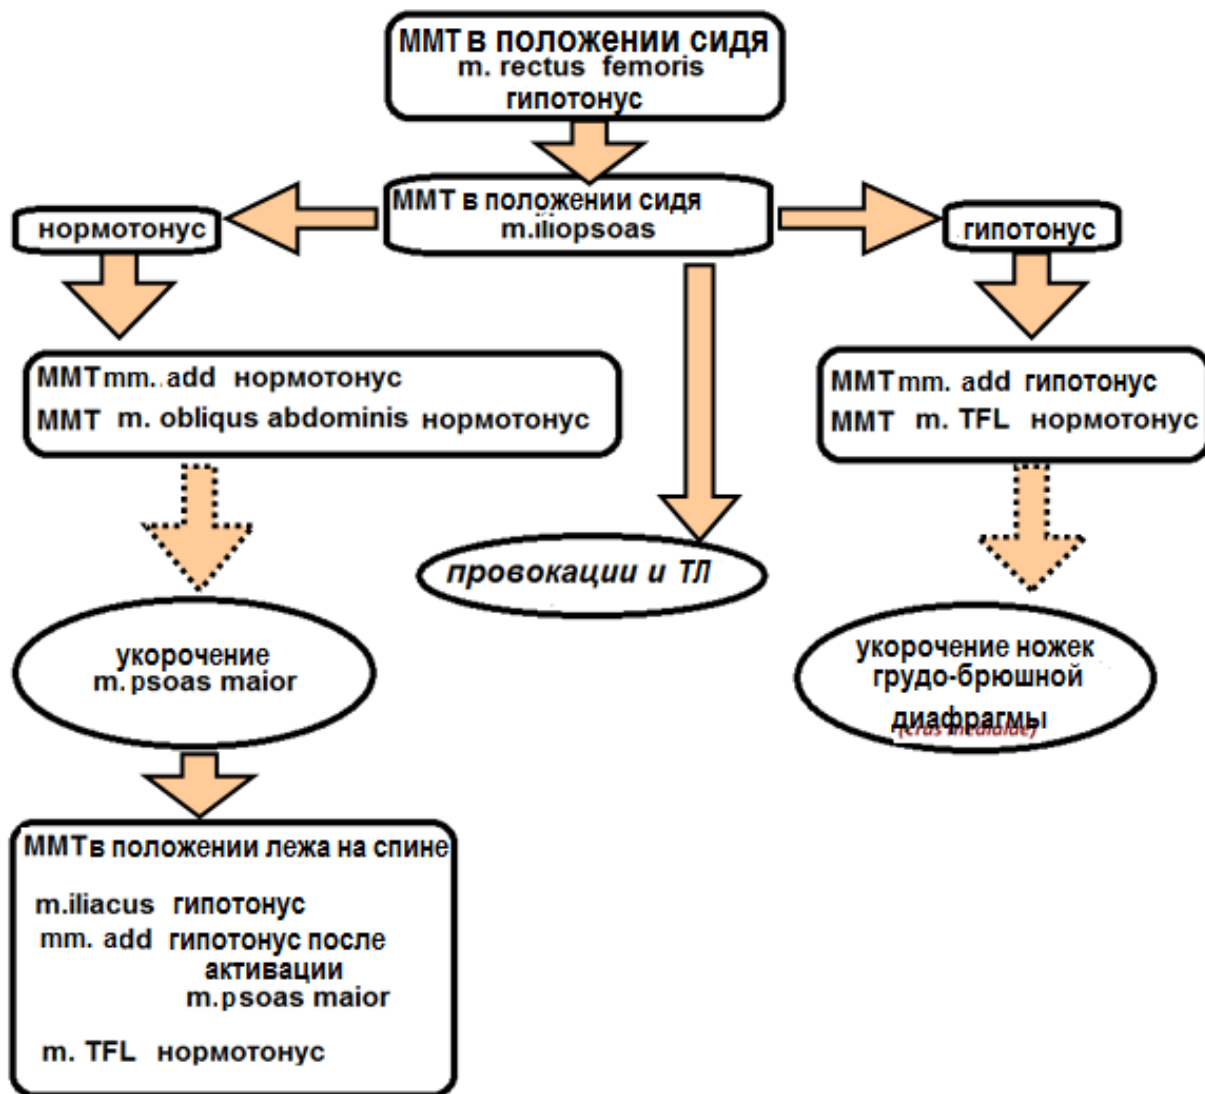 ММТ в положении сидя
m. rectus femoris
гипотонус
ММТ в положении сидя
m.iliopsoas
нормотонус
гипотонус
ММТ mm. add нормотонус
ММТ m. obliqus abdominis нормотонус
ММТ mm. add гипотонус
ММТ m. TFL нормотонус
провокации и ТЛ
укорочение
m.psoas maior
укорочение ножек
грудо-брюшной
диафрагмы
ММТ в положении лежа на спине
m.iliacus гипотонус
mm. add гипотонус после
активации
m.psoas maior
m. TFL нормотонус